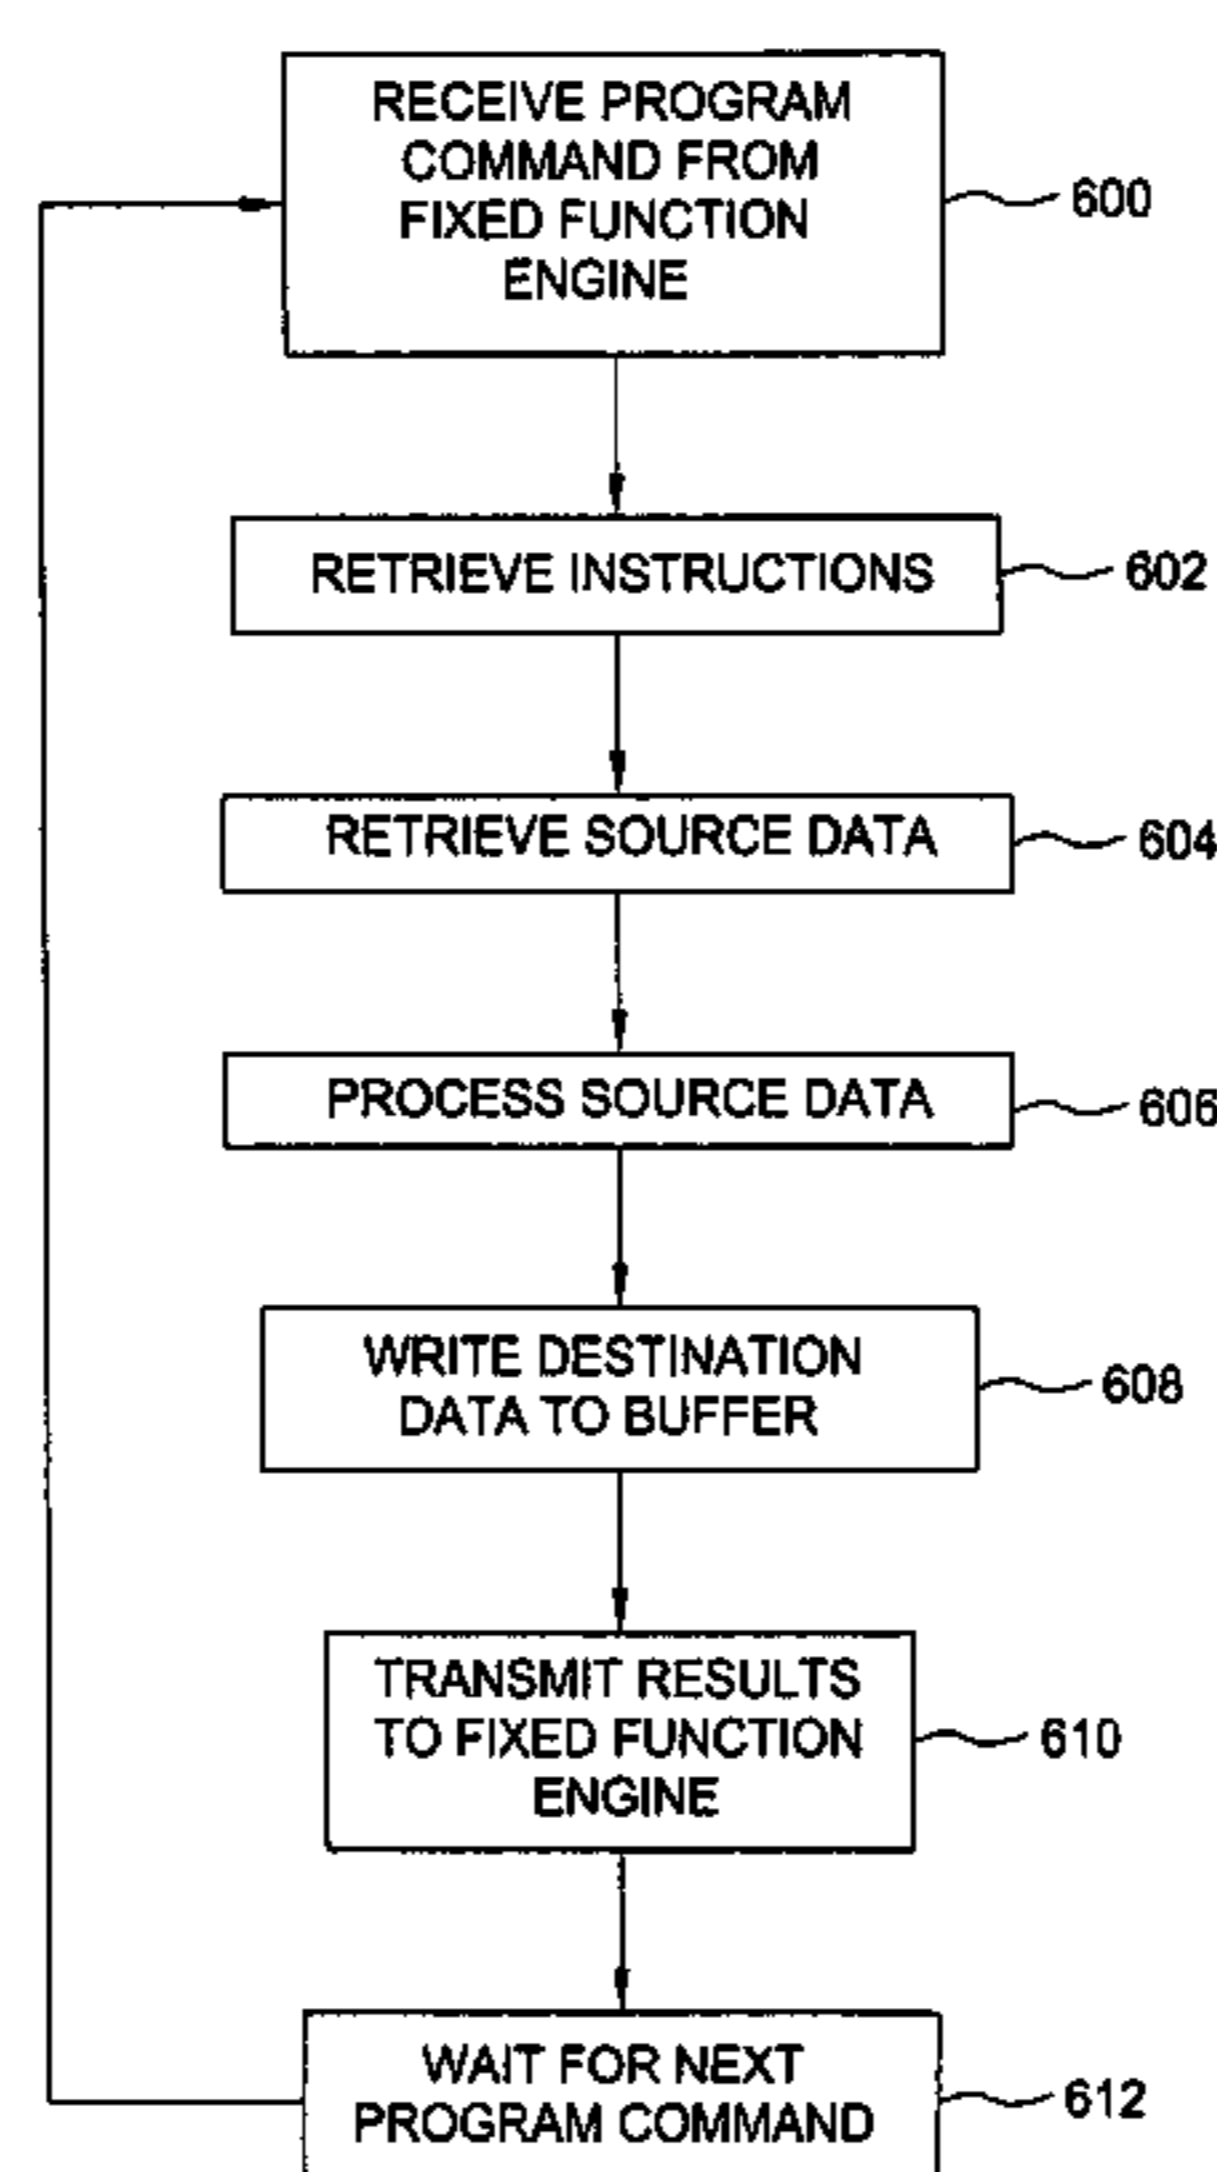 RECEIVE PROGRAM
COMMAND FROM
FIXED FUNCTION
ENGINE
600
RETRIEVE INSTRUCTIONS
602
RETRIEVE SOURCE DATA
604
PROCESS SOURCE DATA
606
WRITE DESTINATION
DATA TO BUFFER
608
TRANSMIT RESULTS
TO FIXED FUNCTION
ENGINE
610
WAIT FOR NEXT
PROGRAM COMMAND
612